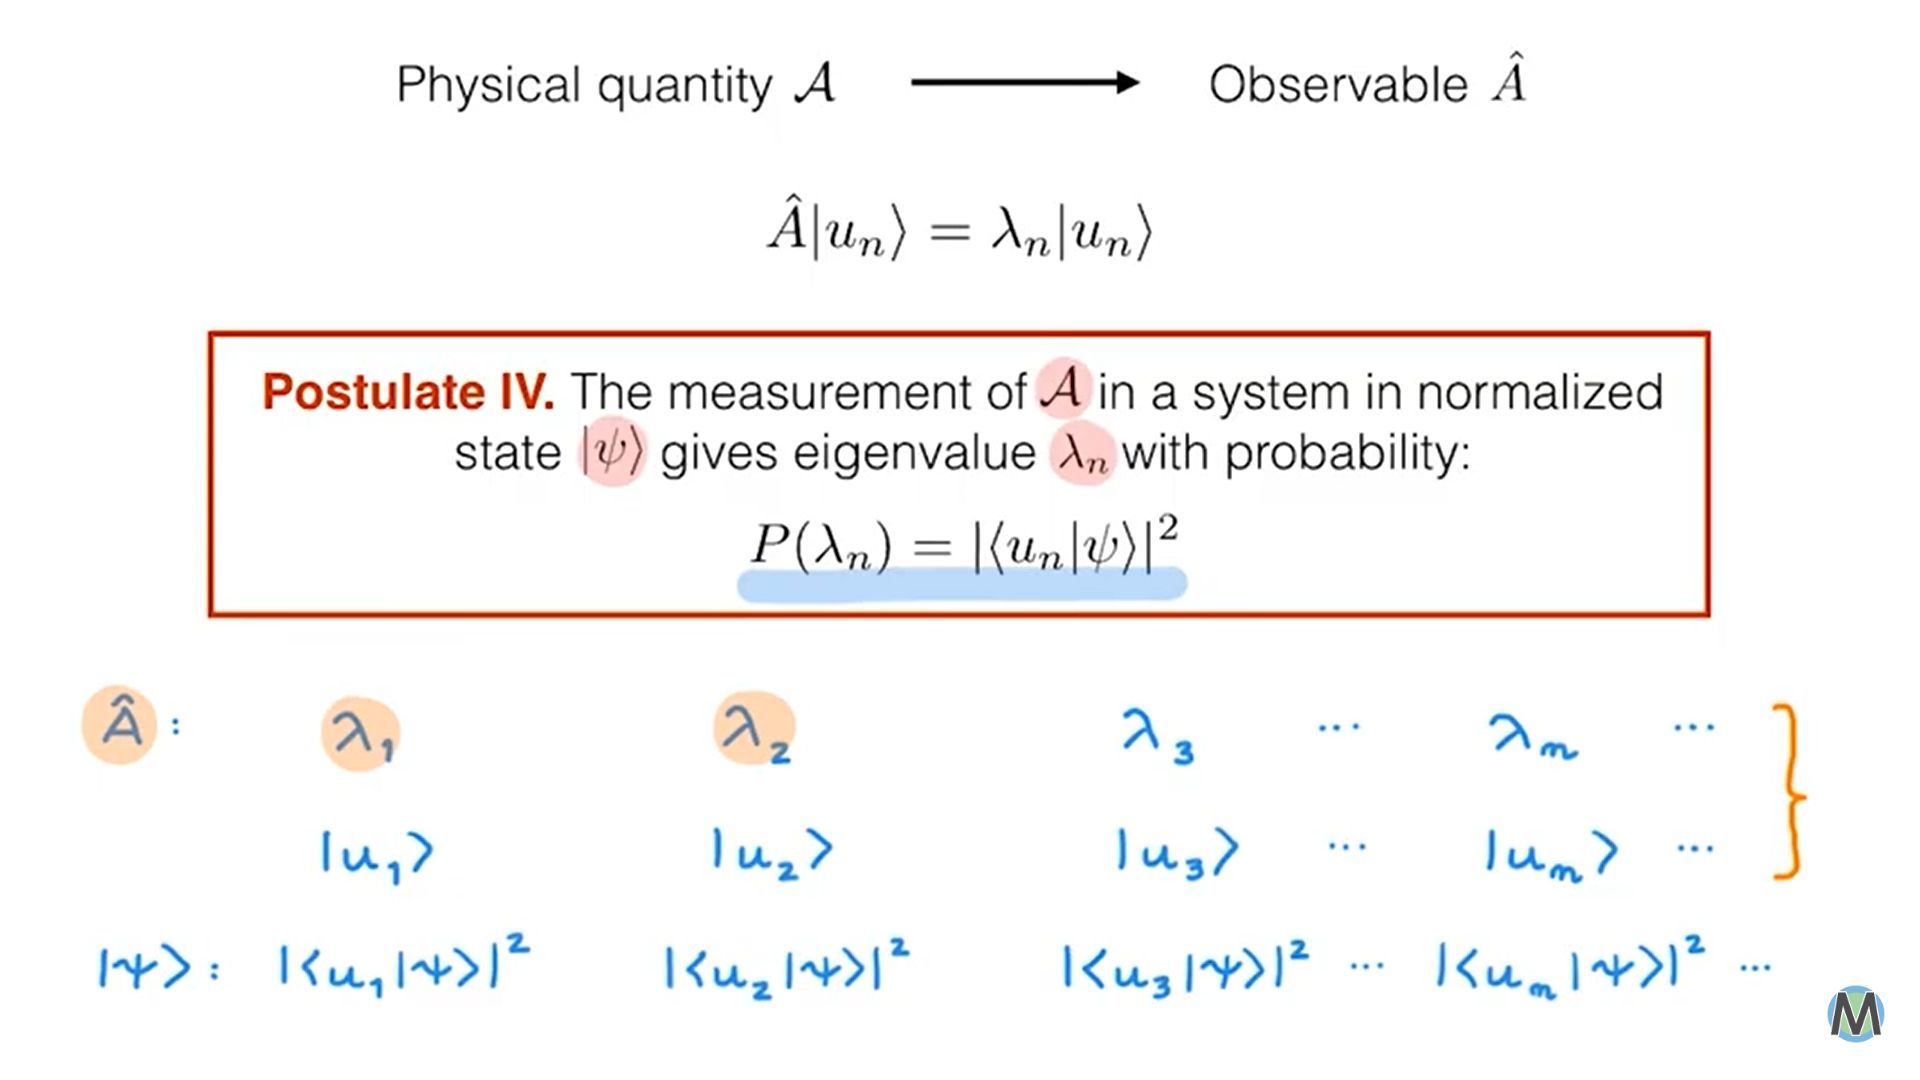 Physical quantity 𝒜 ⟶ Observable Â
Â|uₙ⟩ = λₙ|uₙ⟩
Postulate IV. The measurement of 𝒜 in a system in normalized
state |ψ⟩ gives eigenvalue λₙ with probability:
P(λₙ) = |⟨uₙ|ψ⟩|²
Â : λ₁ λ₂ λ₃ ... λₙ ...
|u₁⟩ |u₂⟩ |u₃⟩ ... |uₙ⟩ ...
|ψ⟩ : |⟨u₁|ψ⟩|² |⟨u₂|ψ⟩|² |⟨u₃|ψ⟩|² ... |⟨uₙ|ψ⟩|² ...
M